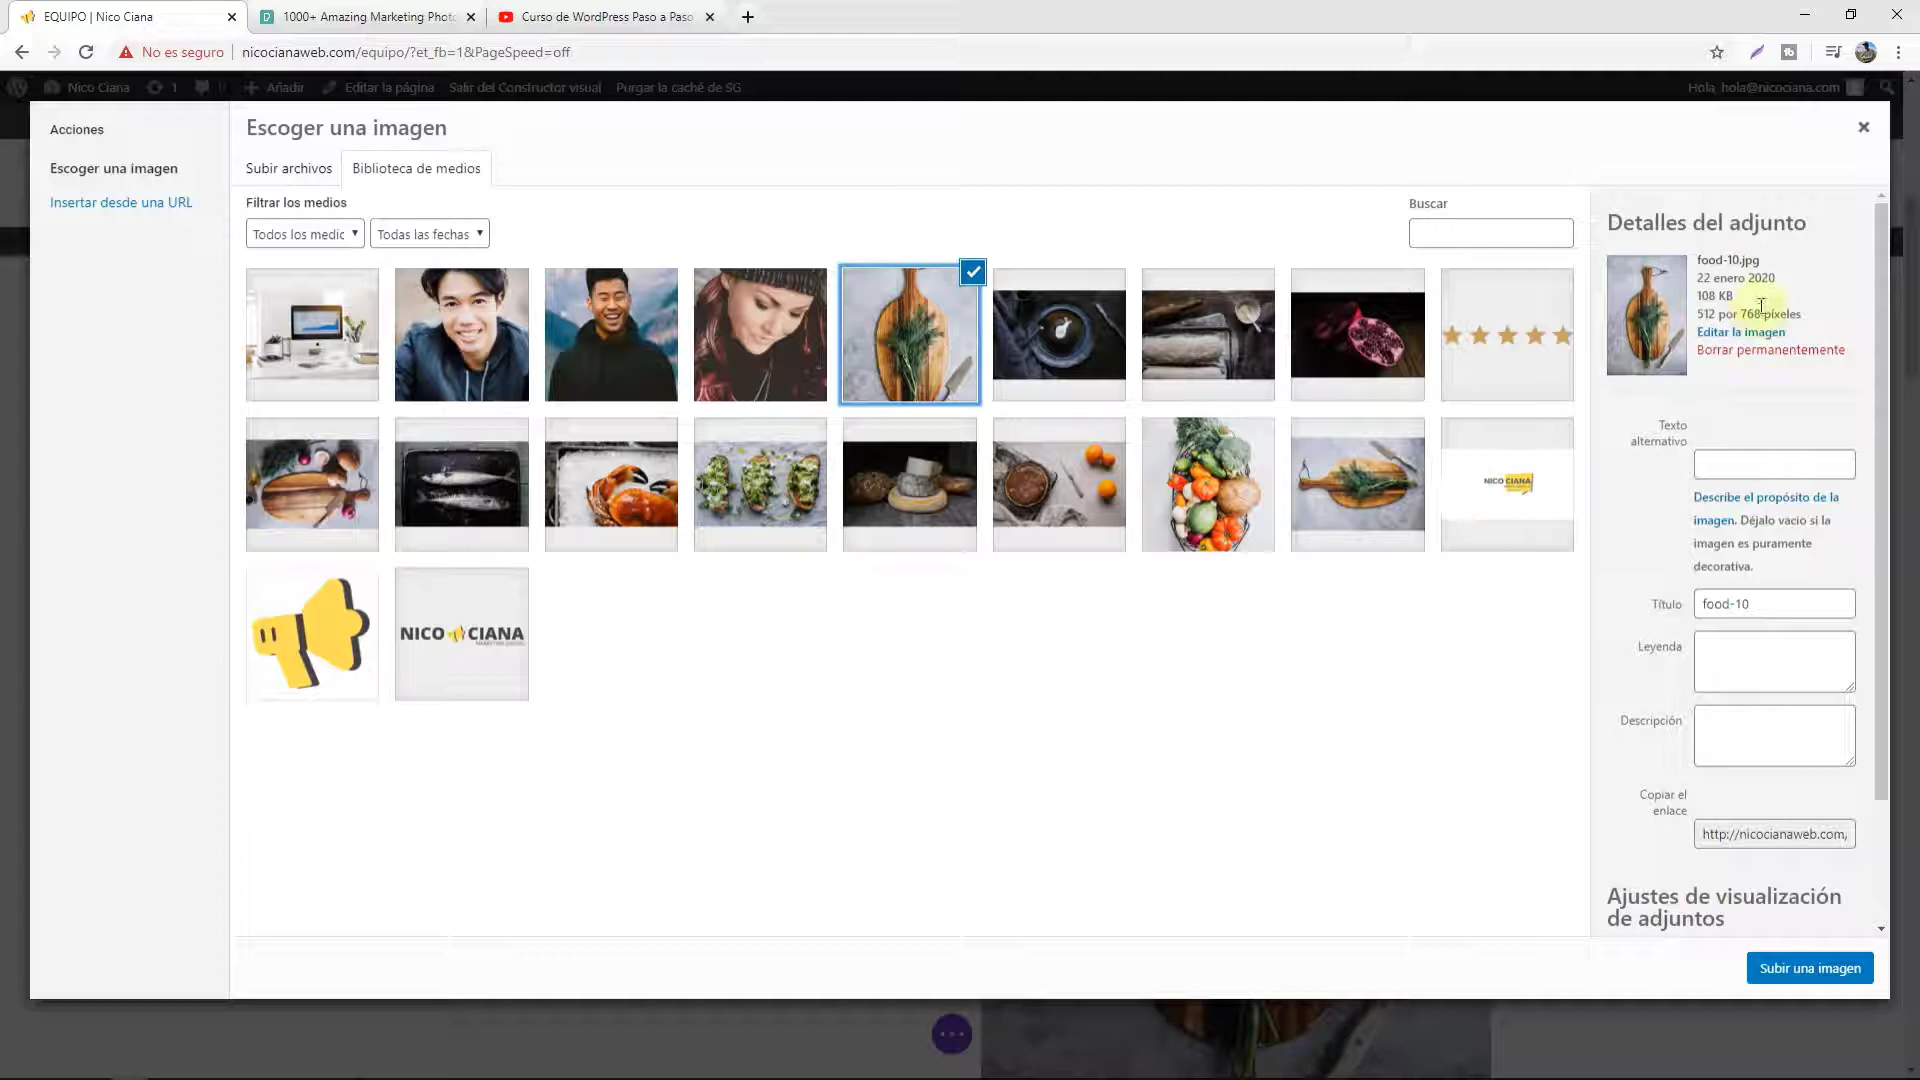 EQUIPO | Nico Ciana
1000+ Amazing Marketing Phot
Curso de WordPress Paso a Paso
No es seguro
nicocianaweb.com/equipo/?et_fb=1&PageSpeed=off
Nico Ciana
1
Añadir
Editar la página
Salir del Constructor visual
Purgar la caché de SG
Hola, hola@nicociana.com
Acciones
Escoger una imagen
Insertar desde una URL
Escoger una imagen
Subir archivos
Biblioteca de medios
Filtrar los medios
Todos los medic
Todas las fechas
Buscar
NICO CIANA
NICO CIANA
MARKETING DIGITAL
Detalles del adjunto
food-10.jpg
22 enero 2020
108 KB
512 por 768 píxeles
Editar la imagen
Borrar permanentemente
Texto
alternativo
Describe el propósito de la
imagen. Déjalo vacío si la
imagen es puramente
decorativa.
Título
food-10
Leyenda
Descripción
Copiar el
enlace
http://nicocianaweb.com,
Ajustes de visualización
de adjuntos
Subir una imagen